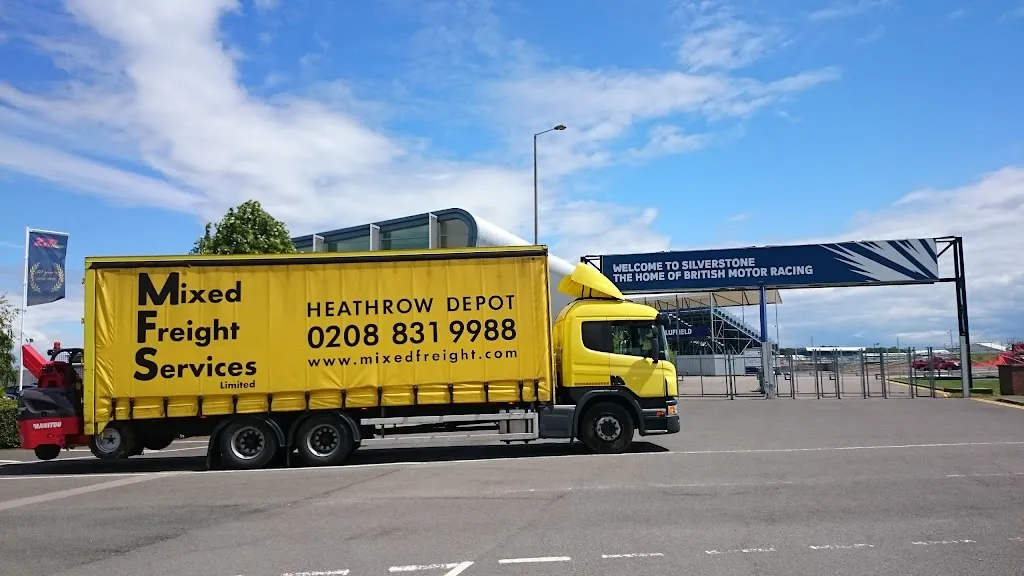 Mixed
Freight
Services
Limited
HEATHROW DEPOT
0208 831 9988
www.mixedfreight.com
WELCOME TO SILVERSTONE
THE HOME OF BRITISH MOTOR RACING
MANITOU